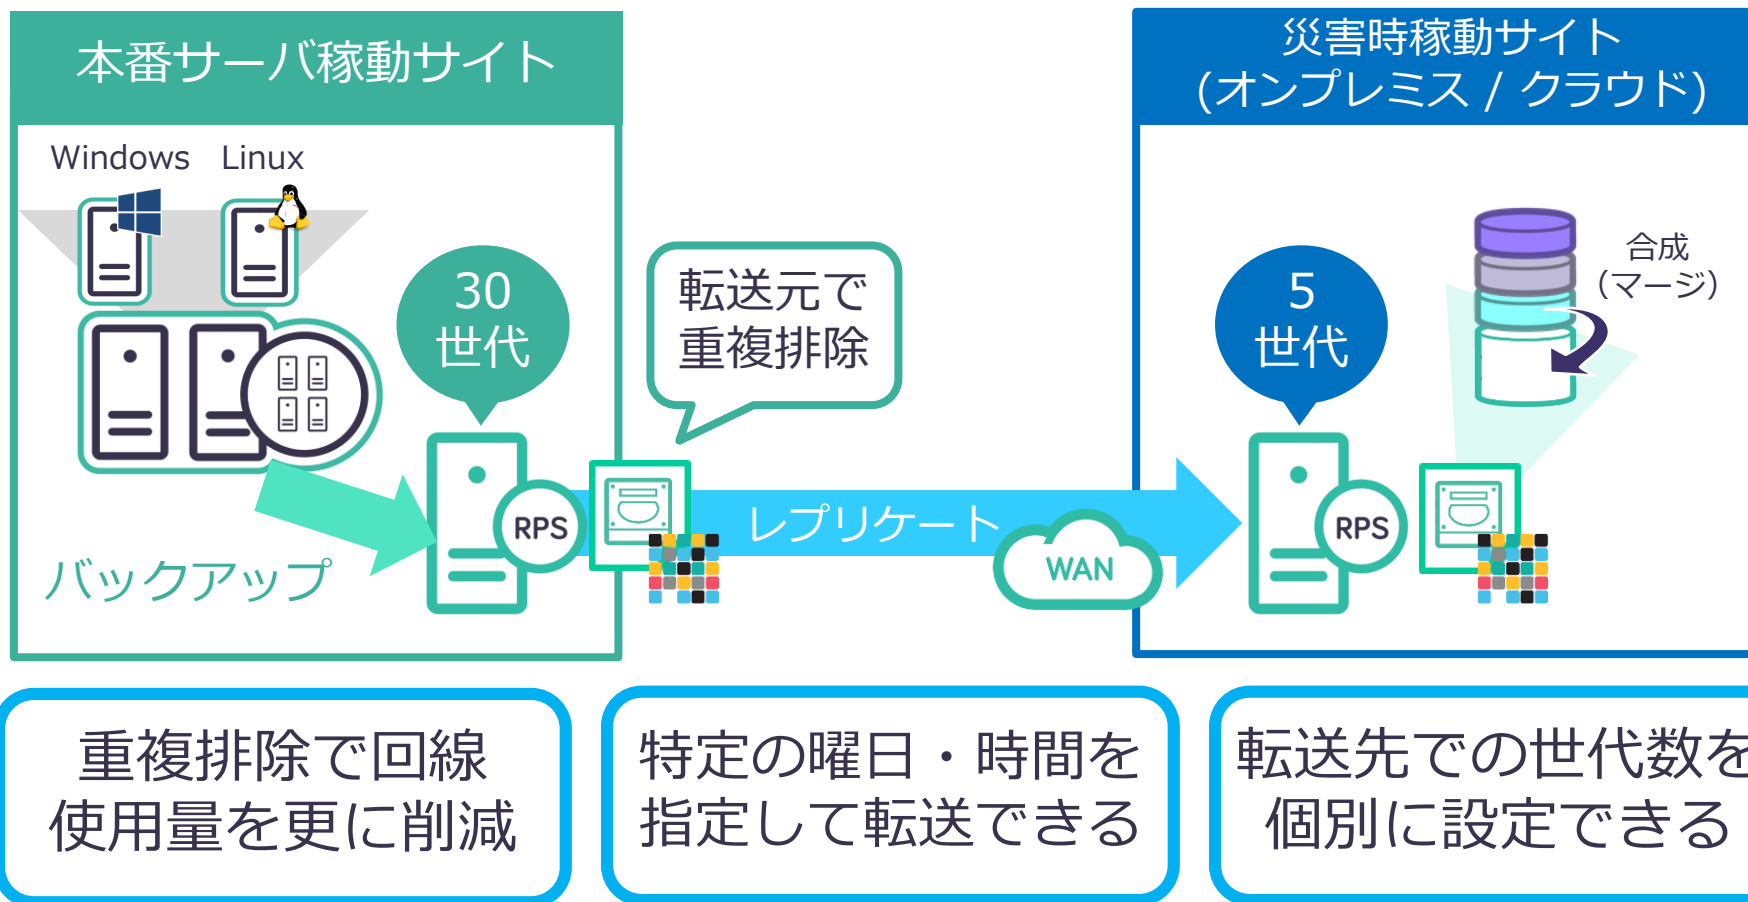 本番サーバ稼動サイト
災害時稼動サイト
(オンプレミス / クラウド)
Windows
Linux
30
世代
転送元で
重複排除
5
世代
合成
(マージ)
RPS
レプリケート
WAN
RPS
バックアップ
重複排除で回線
使用量を更に削減
特定の曜日・時間を
指定して転送できる
転送先での世代数を
個別に設定できる